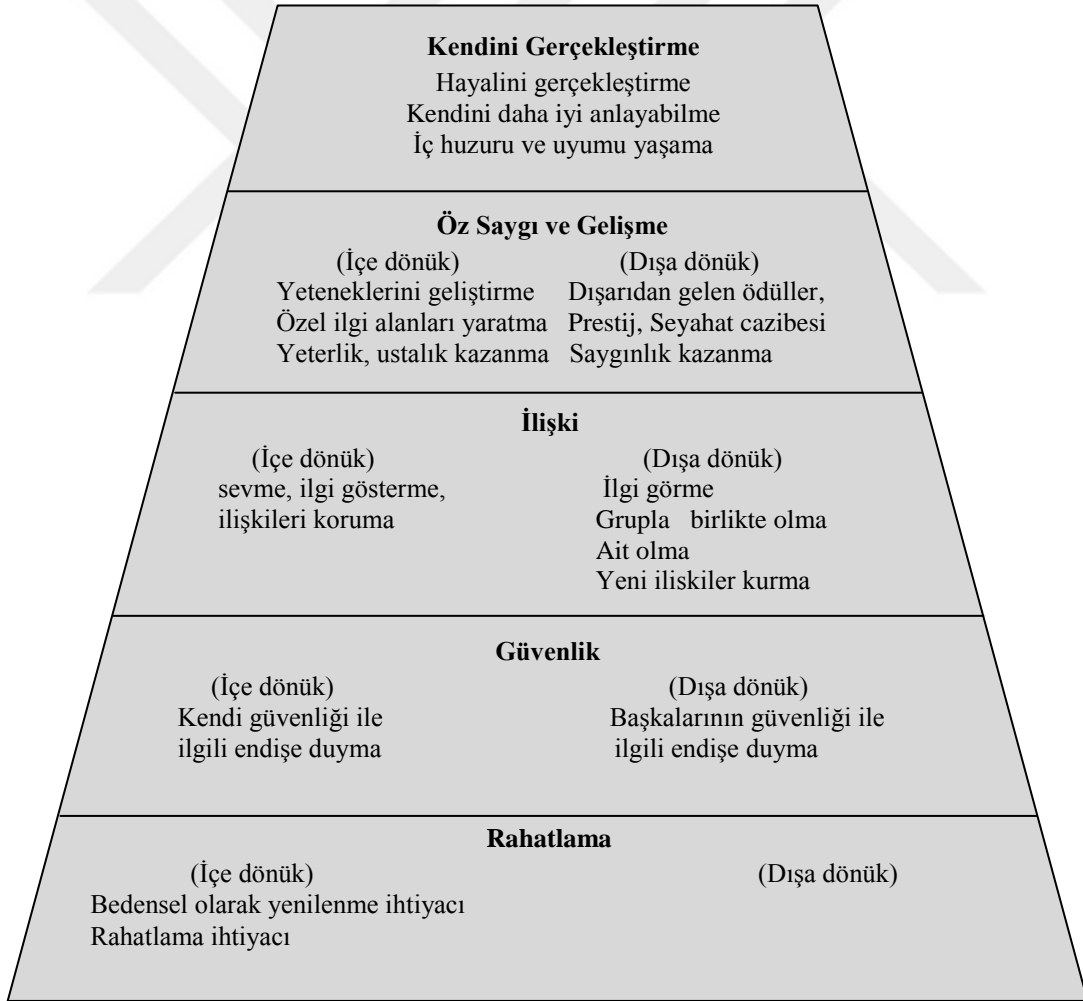 Kendini Gerçekleştirme
Hayalini gerçekleştirme
Kendini daha iyi anlayabilme
İç huzuru ve uyumu yaşama
Öz Saygı ve Gelişme
(İçe dönük) (Dışa dönük)
Yeteneklerini geliştirme Dışarıdan gelen ödüller,
Özel ilgi alanları yaratma Prestij, Seyahat cazibesi
Yeterlik, ustalık kazanma Saygınlık kazanma
İlişki
(İçe dönük) (Dışa dönük)
sevme, ilgi gösterme, İlgi görme
ilişkileri koruma Grupla birlikte olma
Ait olma
Yeni iliskiler kurma
Güvenlik
(İçe dönük) (Dışa dönük)
Kendi güvenliği ile Başkalarının güvenliği ile
ilgili endişe duyma ilgili endişe duyma
Rahatlama
(İçe dönük) (Dışa dönük)
Bedensel olarak yenilenme ihtiyacı
Rahatlama ihtiyacı